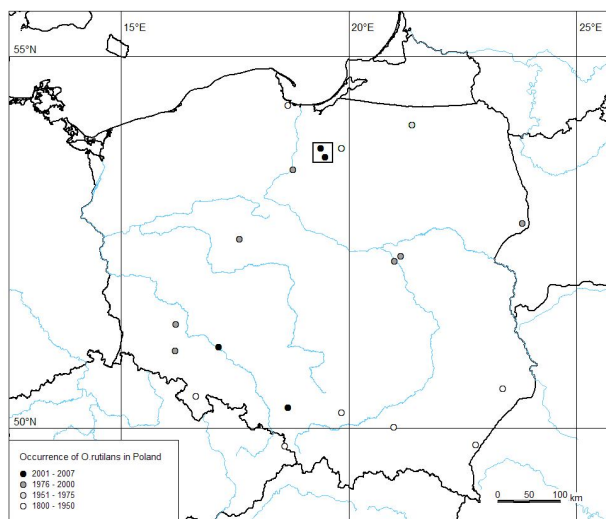 15°E 20°E 25°E
55°N
50°N
Occurrence of O.rutilans in Poland
2001 - 2007
1976 - 2000
1951 - 1975
1800 - 1950
0 50 100 km